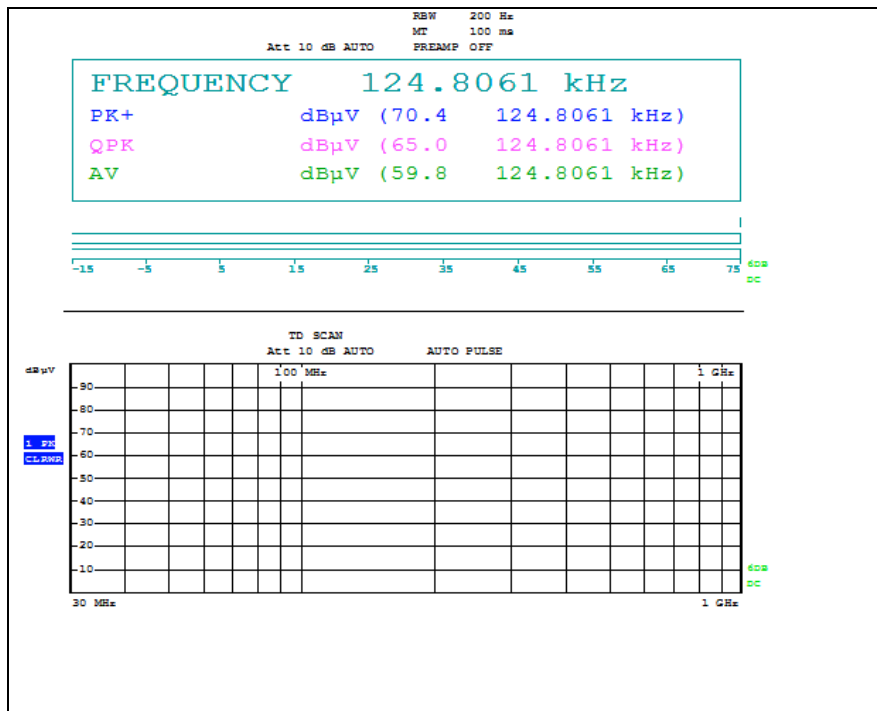 RBW 200 Hz
MT 100 ms
Att 10 dB AUTO PREAMP OFF
FREQUENCY 124.8061 kHz
PK+ dBµV (70.4 124.8061 kHz)
QPK dBµV (65.0 124.8061 kHz)
AV dBµV (59.8 124.8061 kHz)
-15 -5 5 15 25 35 45 55 65 75
6DB
DC
TD SCAN
Att 10 dB AUTO AUTO PULSE
dBµV
100 MHz 1 GHz
90
80
70
1 PK
CLRWR
60
50
40
30
20
10
6DB
DC
30 MHz 1 GHz